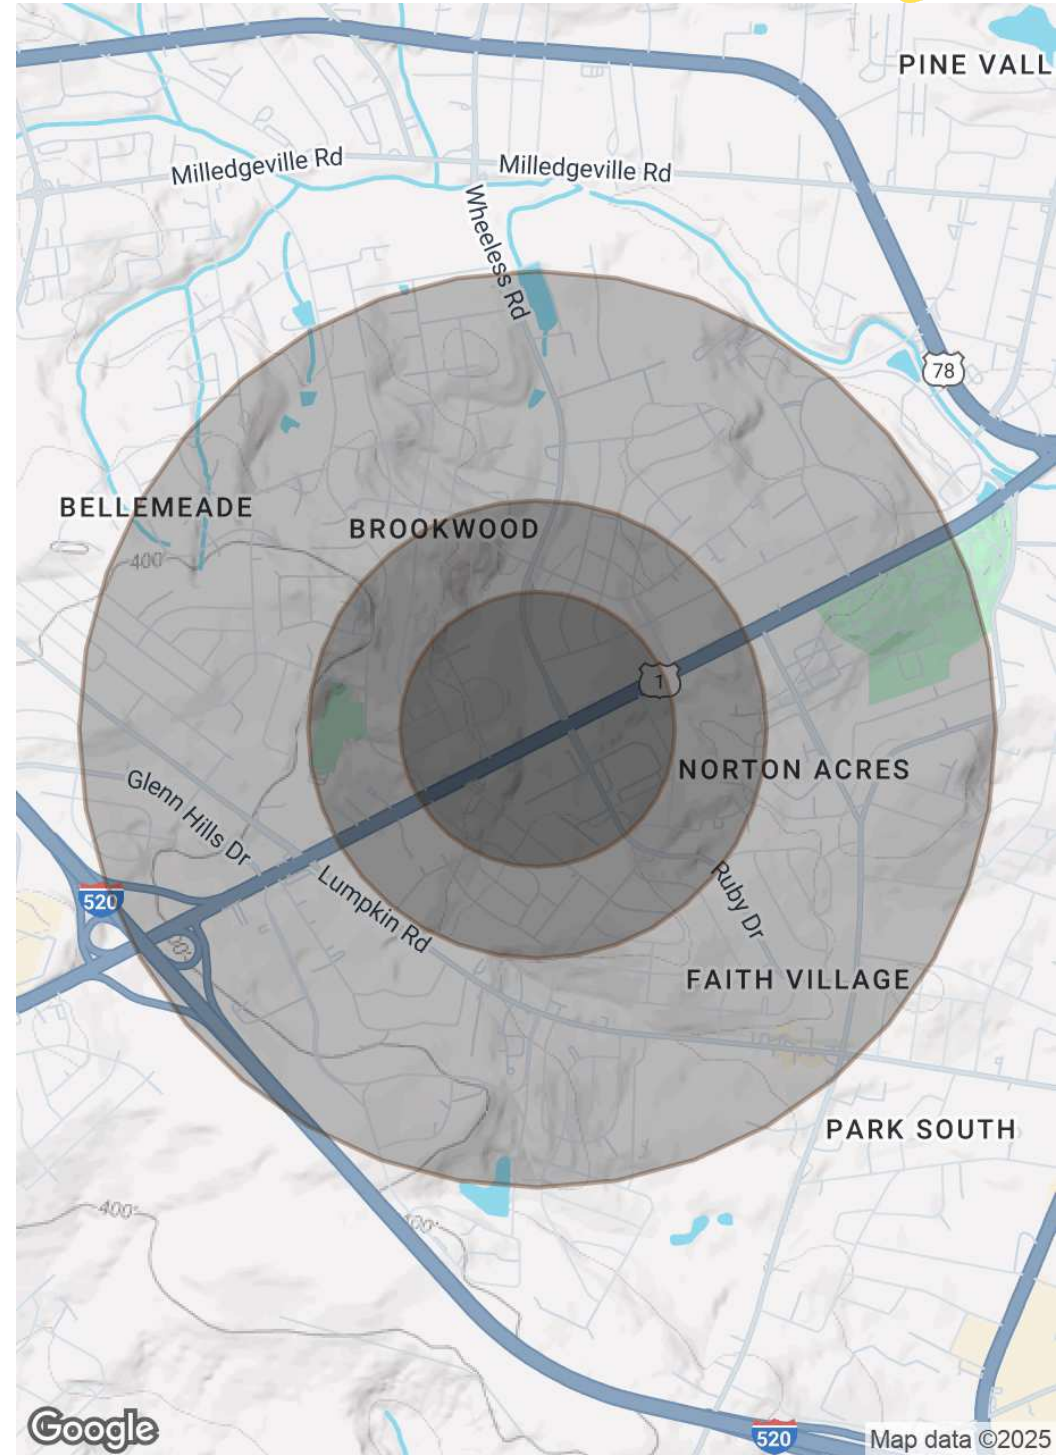 PINE VALL
Milledgeville Rd
Milledgeville Rd
Wheeless Rd
78
BELLEMEADE
BROOKWOOD
400'
1
NORTON ACRES
Glenn Hills Dr
Lumpkin Rd
Ruby Dr
520
FAITH VILLAGE
PARK SOUTH
400'
Google
520
Map data ©2025